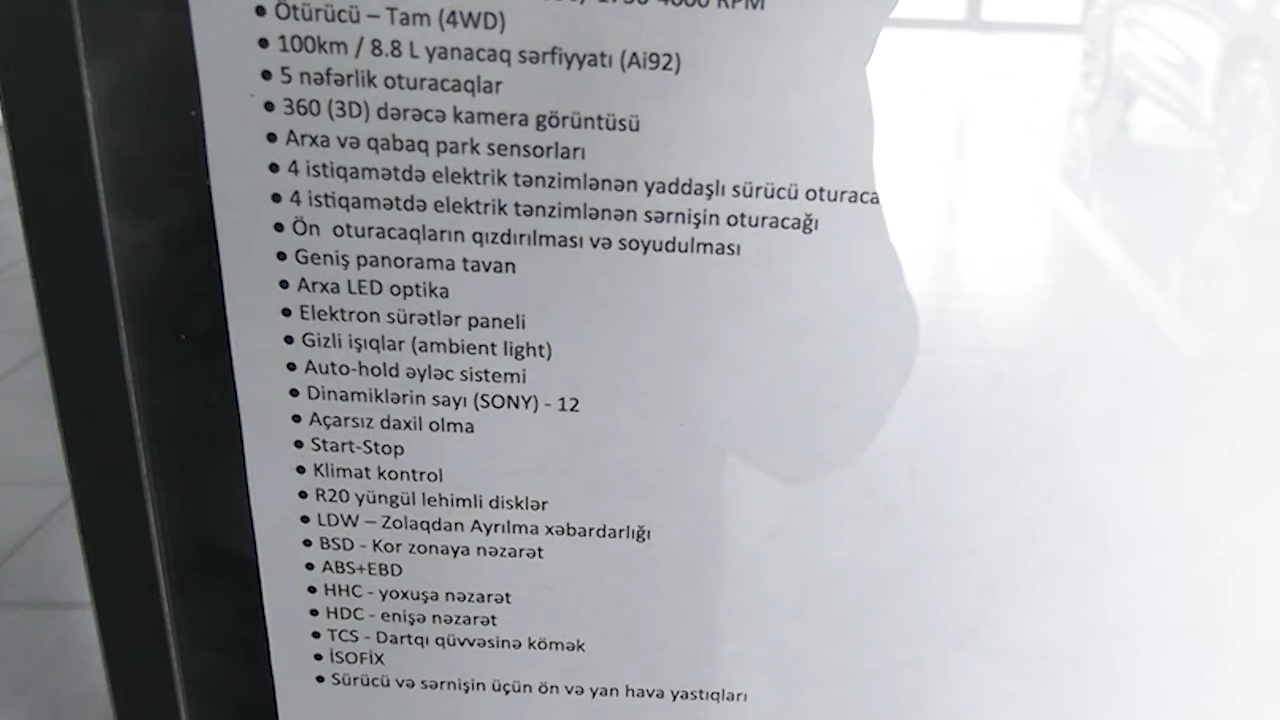 RPM
• Ötürücü – Tam (4WD)
• 100km / 8.8 L yanacaq sərfiyyatı (Ai92)
• 5 nəfərlik oturacaqlar
• 360 (3D) dərəcə kamera görüntüsü
• Arxa və qabaq park sensorları
• 4 istiqamətdə elektrik tənzimlənən yaddaşlı sürücü oturaca
• 4 istiqamətdə elektrik tənzimlənən sərnişin oturacağı
• Ön oturacaqların qızdırılması və soyudulması
• Geniş panorama tavan
• Arxa LED optika
• Elektron sürətlər paneli
• Gizli işıqlar (ambient light)
• Auto-hold əyləc sistemi
• Dinamiklərin sayı (SONY) - 12
• Açarsız daxil olma
• Start-Stop
• Klimat kontrol
• R20 yüngül lehimli disklər
• LDW – Zolaqdan Ayrılma xəbardarlığı
• BSD - Kor zonaya nəzarət
• ABS+EBD
• HHC - yoxuşa nəzarət
• HDC - enişə nəzarət
• TCS - Dartqı qüvvəsinə kömək
• İSOFİX
• Sürücü və sərnişin üçün ön və yan hava yastıqları